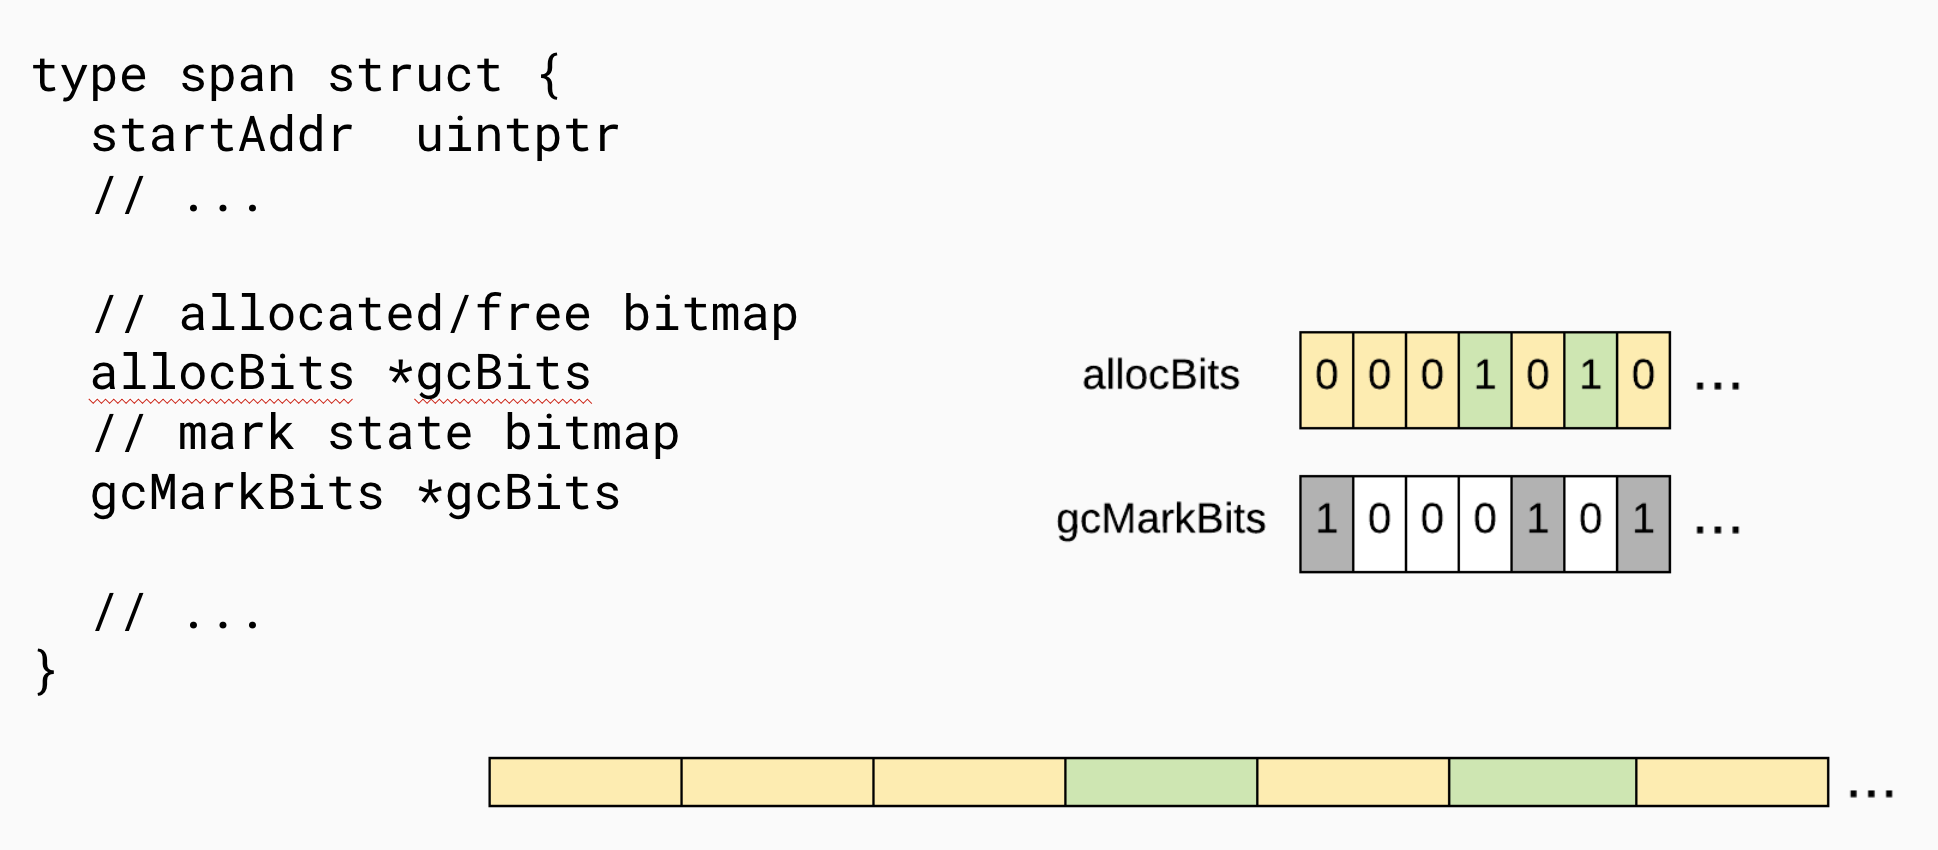 type span struct {
startAddr  uintptr
// ...
// allocated/free bitmap
allocBits *gcBits
// mark state bitmap
gcMarkBits *gcBits
// ...
}
allocBits 0 0 0 1 0 1 0 ...
gcMarkBits 1 0 0 0 1 0 1 ...
...